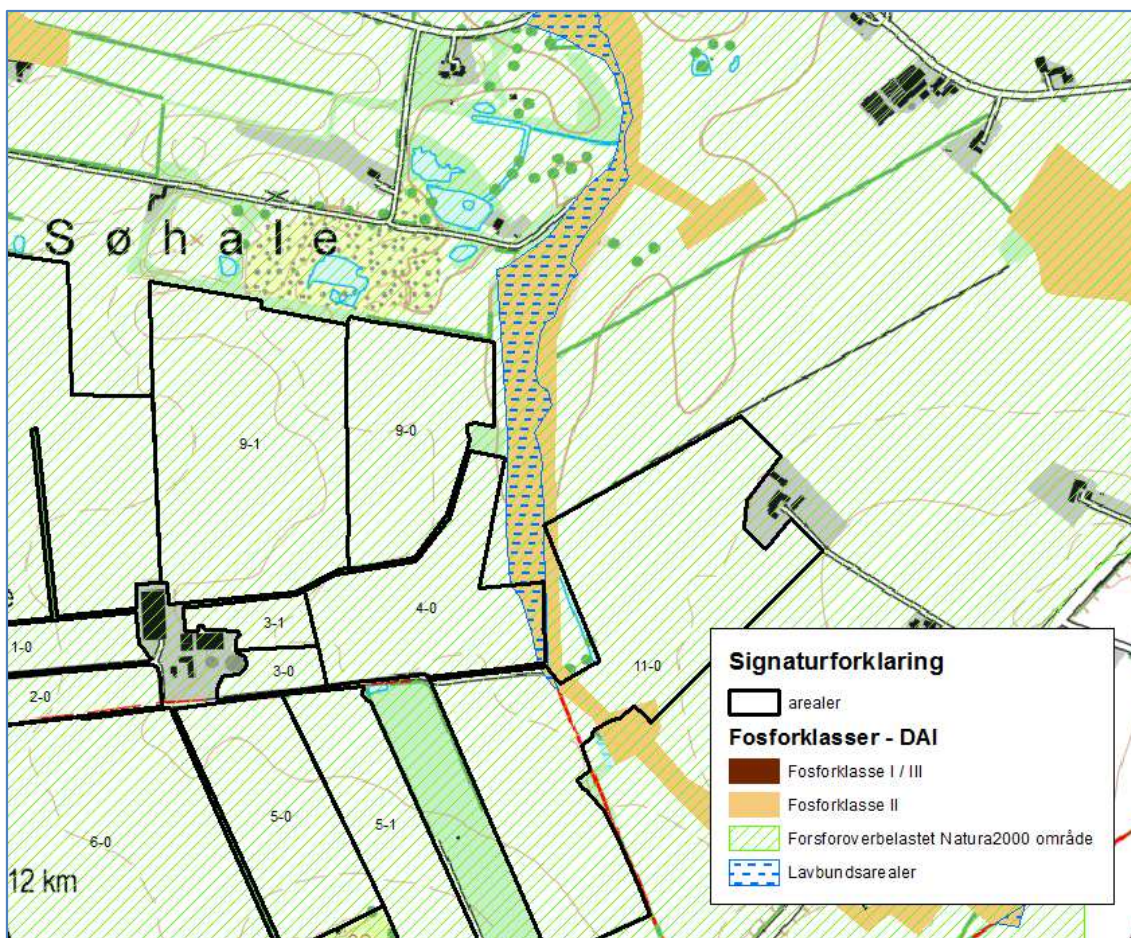 Søhale
9-1
9-0
4-0
3-1
3-0
1-0
2-0
11-0
5-0
5-1
6-0
12 km
Signaturforklaring
arealer
Fosforklasser - DAI
Fosforklasse I / III
Fosforklasse II
Forsforoverbelastet Natura2000 område
Lavbundsarealer